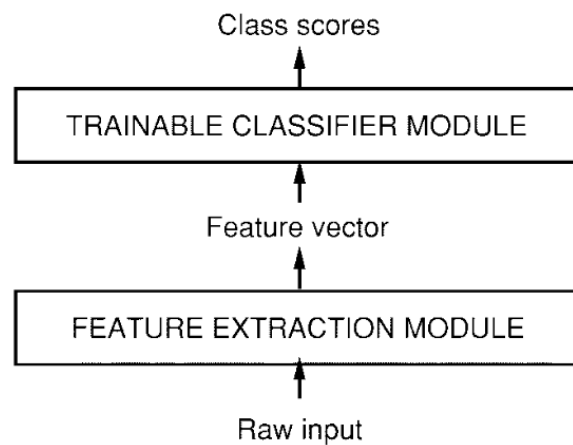 Class scores
TRAINABLE CLASSIFIER MODULE
Feature vector
FEATURE EXTRACTION MODULE
Raw input